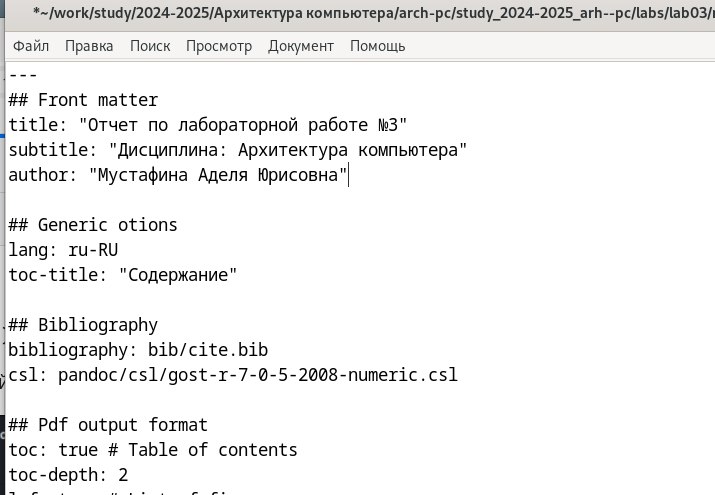 *~/work/study/2024-2025/Архитектура компьютера/arch-pc/study_2024-2025_arh--pc/labs/lab03/
Файл Правка Поиск Просмотр Документ Помощь
---
## Front matter
title: "Отчет по лабораторной работе №3"
subtitle: "Дисциплина: Архитектура компьютера"
author: "Мустафина Аделя Юрисовна"
## Generic otions
lang: ru-RU
toc-title: "Содержание"
## Bibliography
bibliography: bib/cite.bib
csl: pandoc/csl/gost-r-7-0-5-2008-numeric.csl
## Pdf output format
toc: true # Table of contents
toc-depth: 2